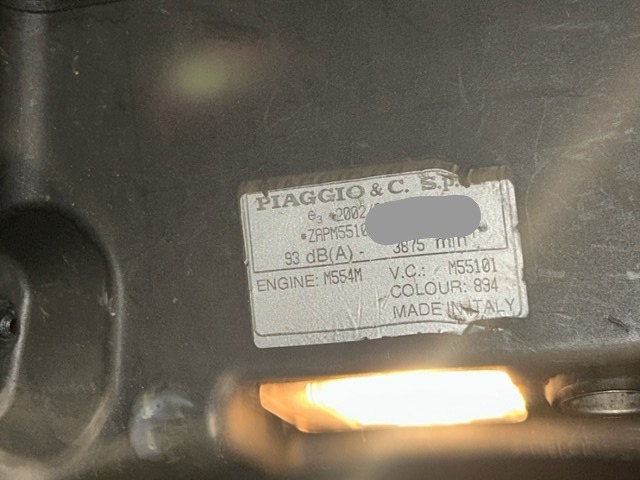 PIAGGIO & C. S.p.
e3 *2002/
*ZAPM5510
93 dB(A) - 3875 min
ENGINE: M554M V.C.: M55101
COLOUR: 894
MADE IN ITALY